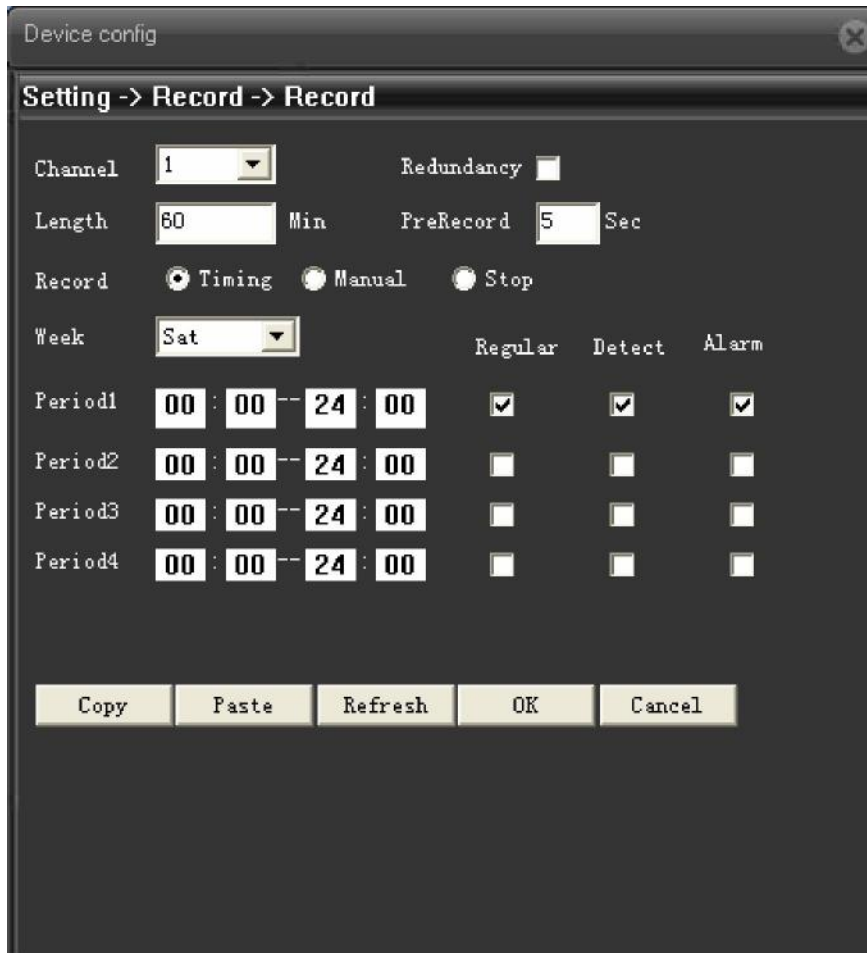 Device config
Setting -> Record -> Record
Channel 1 Redundancy
Length 60 Min PreRecord 5 Sec
Record Timing Manual Stop
Week Sat Regular Detect Alarm
Period1 00 : 00 -- 24 : 00
Period2 00 : 00 -- 24 : 00
Period3 00 : 00 -- 24 : 00
Period4 00 : 00 -- 24 : 00
Copy Paste Refresh OK Cancel